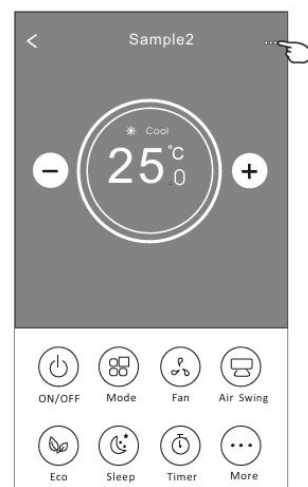 Sample2
Cool
25.0°C
ON/OFF Mode Fan Air Swing
Eco Sleep Timer More